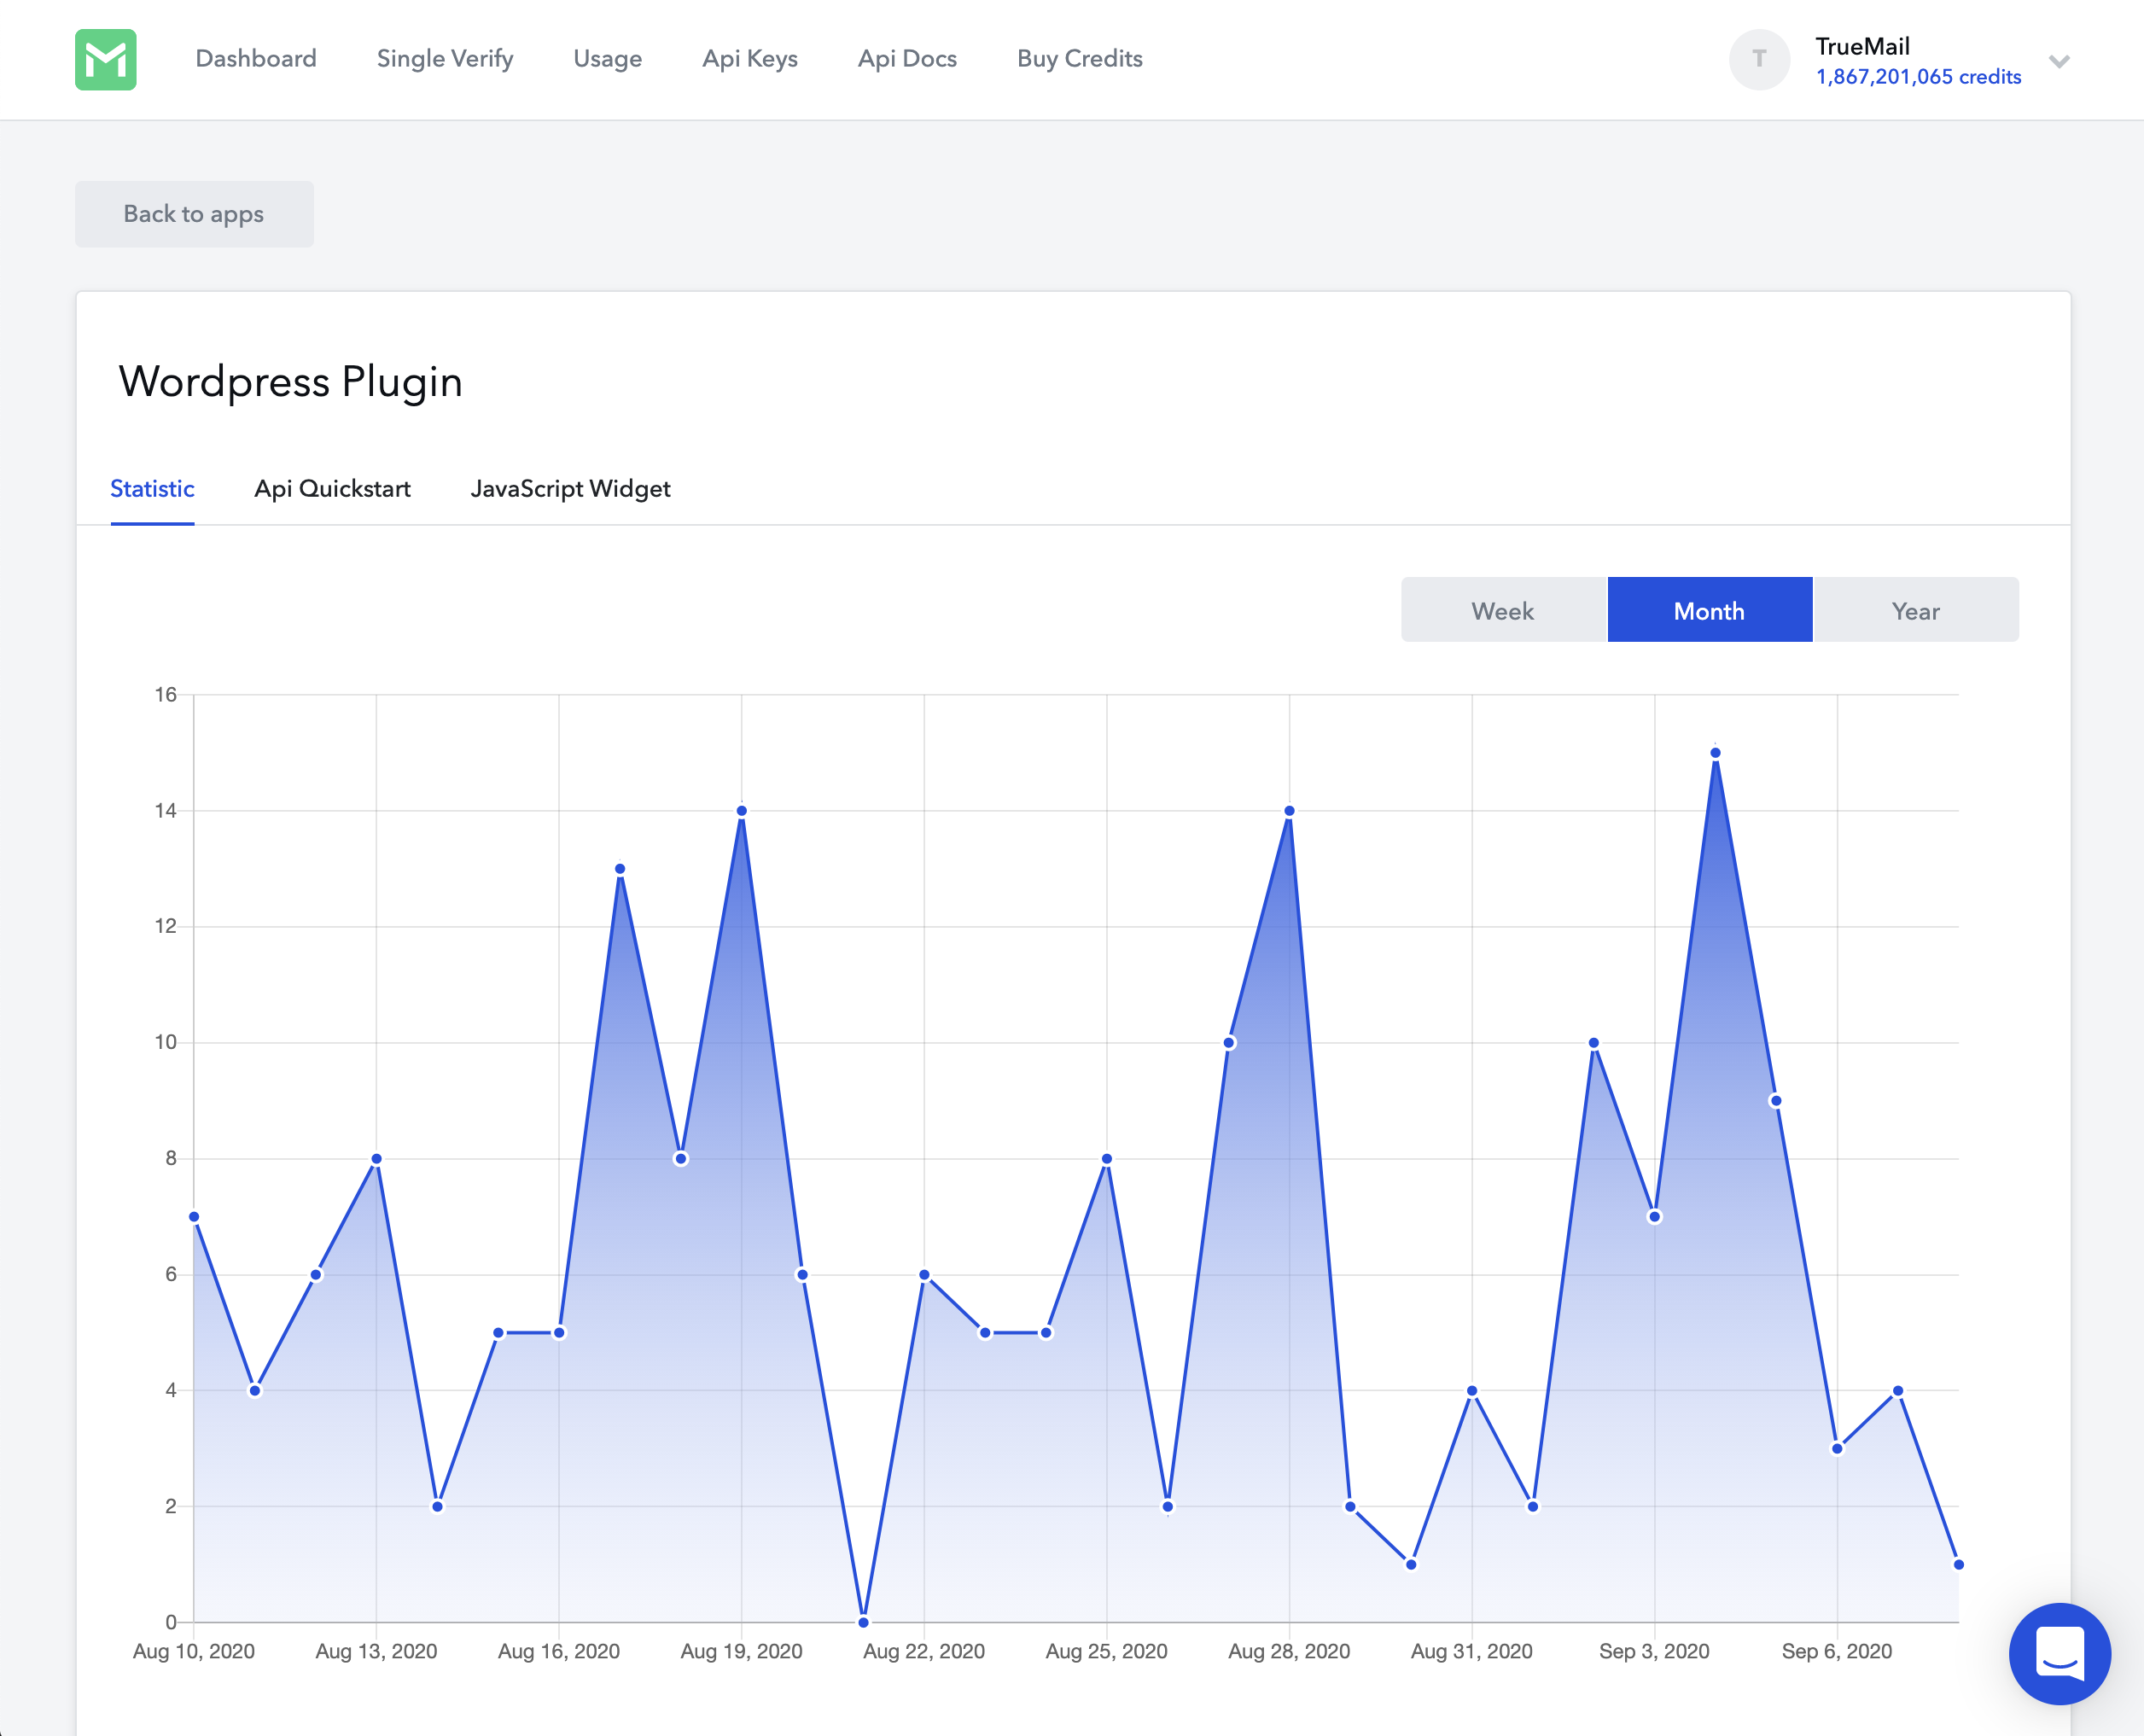 Dashboard Single Verify Usage Api Keys Api Docs Buy Credits
T
TrueMail
1,867,201,065 credits
Back to apps
Wordpress Plugin
Statistic Api Quickstart JavaScript Widget
Week Month Year
16
14
12
10
8
6
4
2
0
Aug 10, 2020 Aug 13, 2020 Aug 16, 2020 Aug 19, 2020 Aug 22, 2020 Aug 25, 2020 Aug 28, 2020 Aug 31, 2020 Sep 3, 2020 Sep 6, 2020